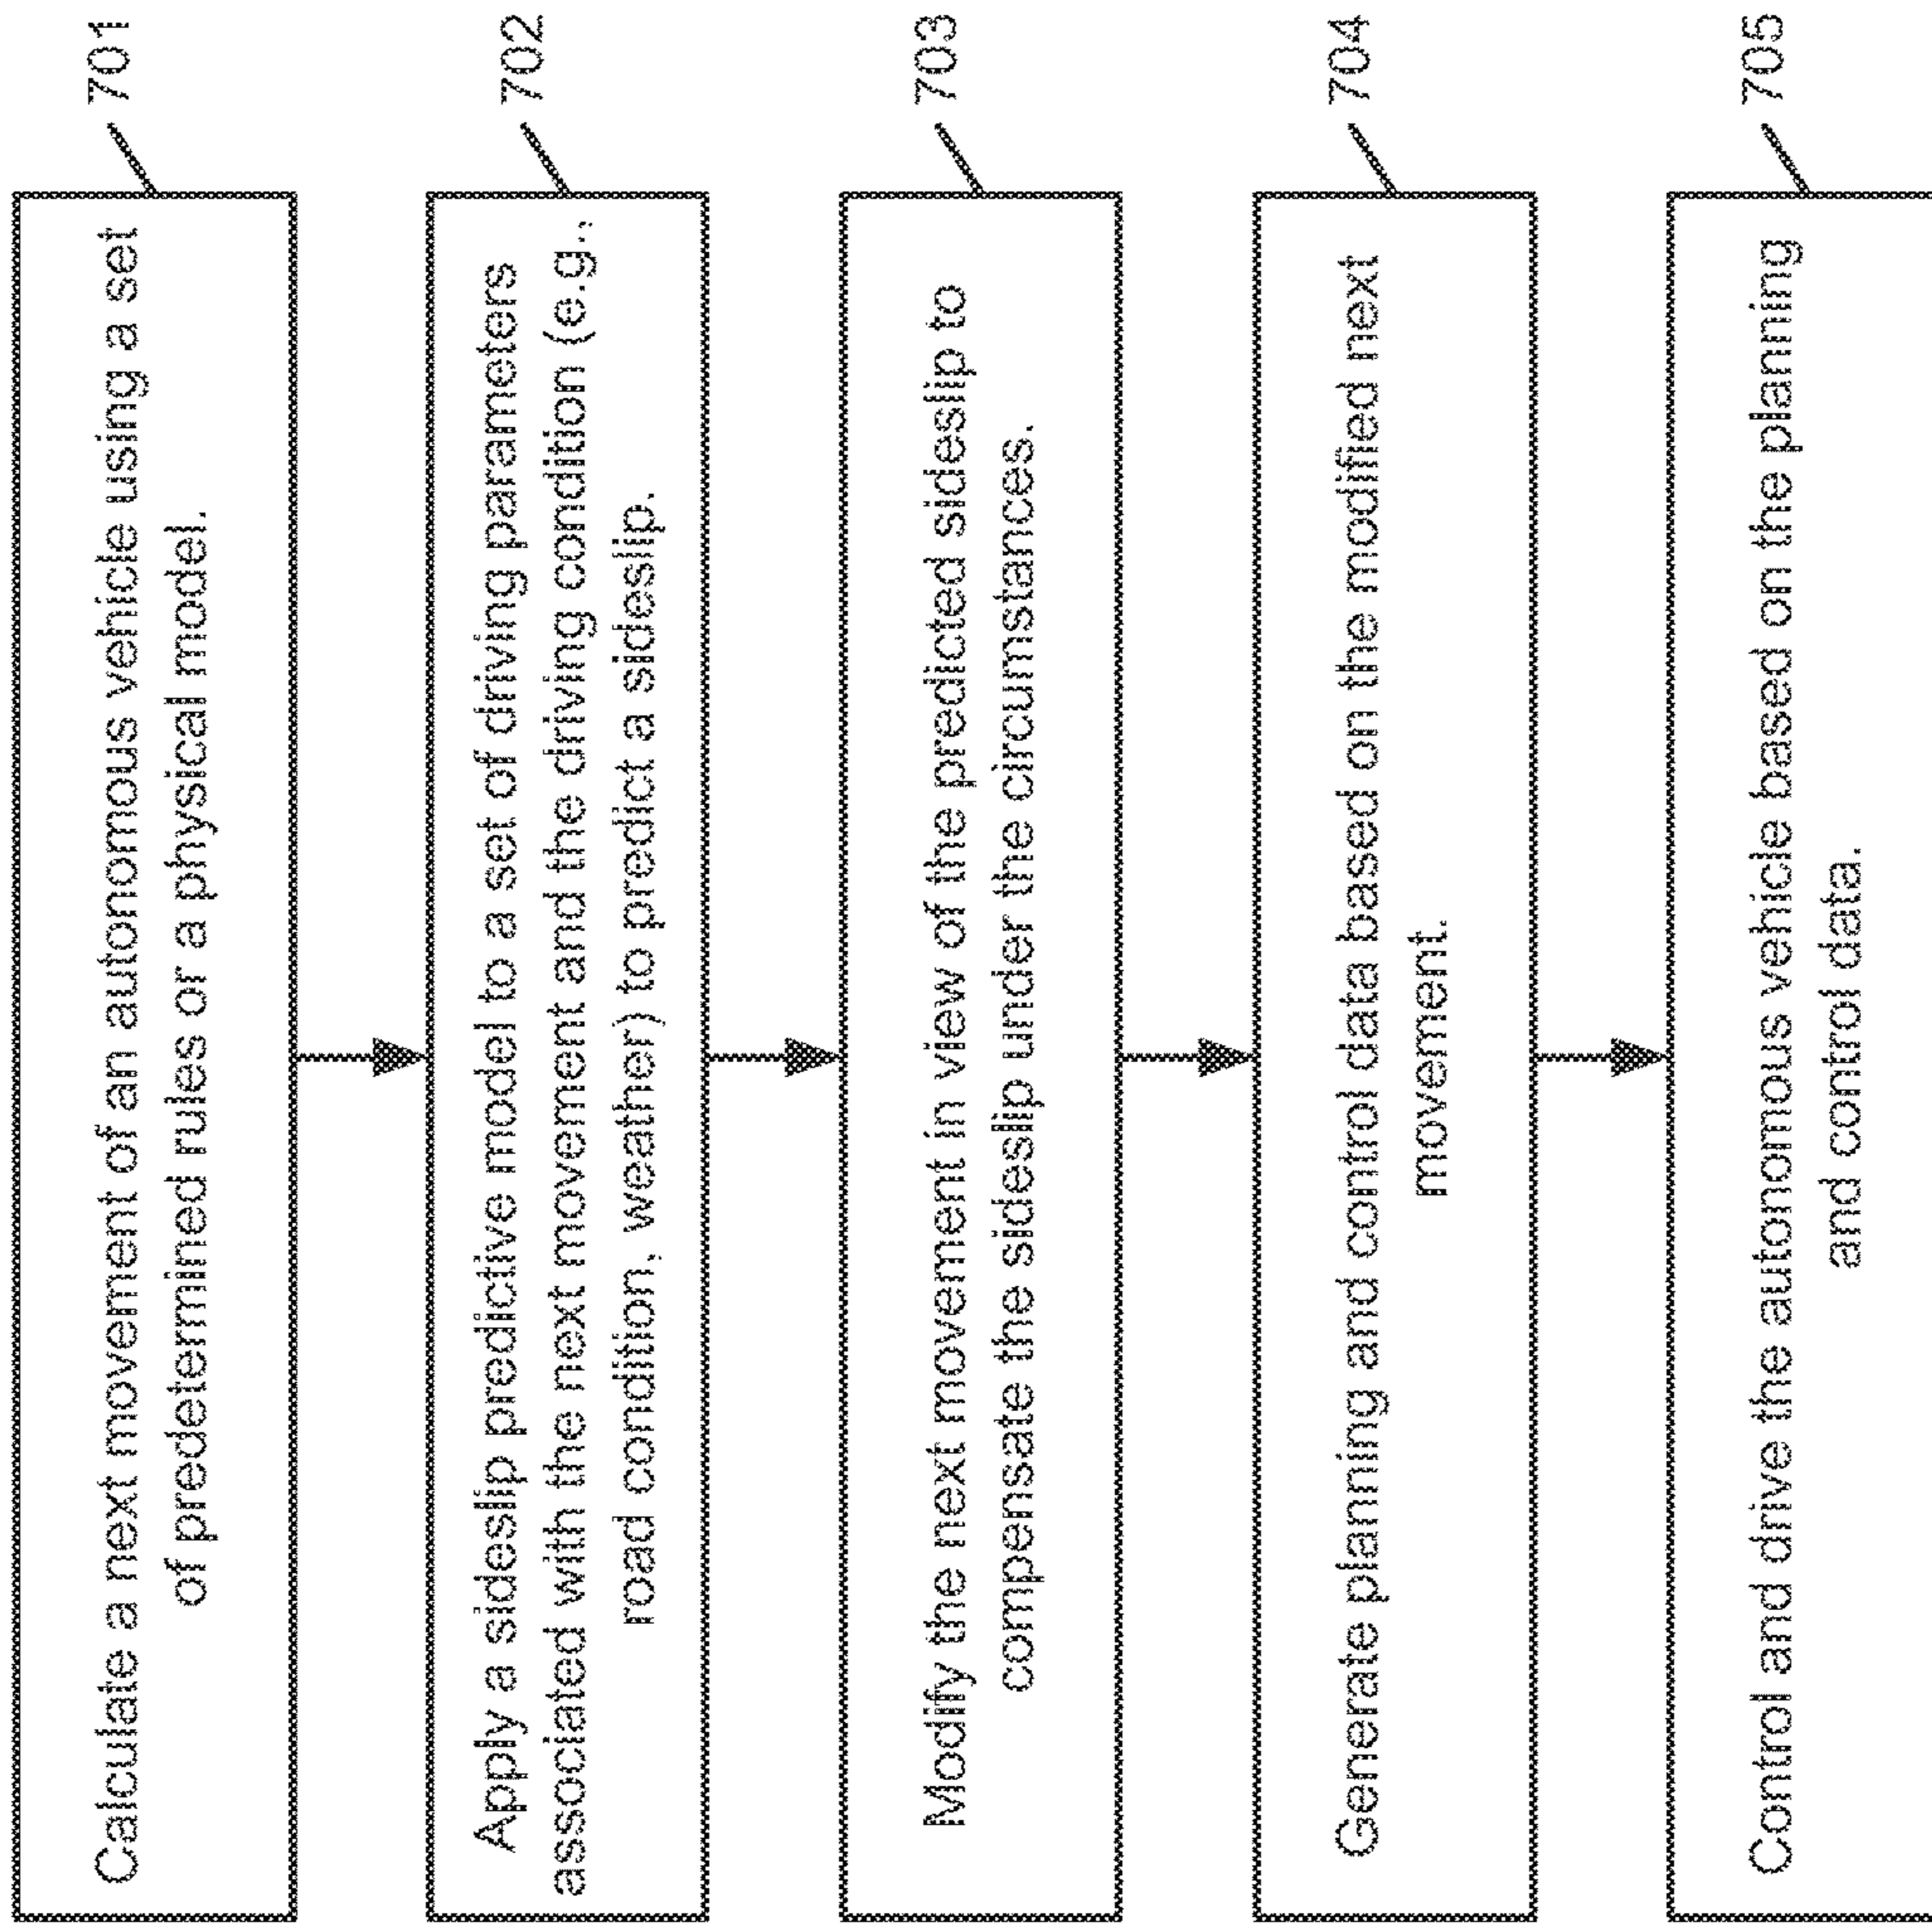 Calculate a next movement of an autonomous vehicle using a set
of predetermined rules or a physical model.
701
Apply a sideslip predictive model to a set of driving parameters
associated with the next movement and the driving condition (e.g.,
road condition, weather) to predict a sideslip.
702
Modify the next movement in view of the predicted sideslip to
compensate the sideslip under the circumstances.
703
Generate planning and control data based on the modified next
movement.
704
Control and drive the autonomous vehicle based on the planning
and control data.
705